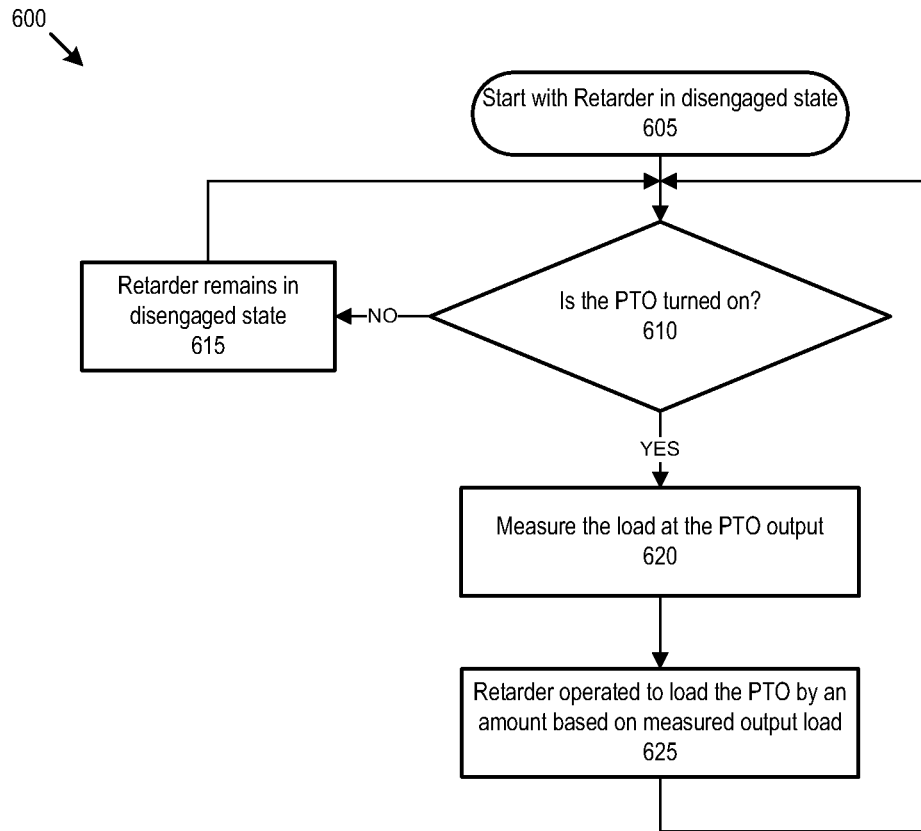 600
Start with Retarder in disengaged state
605
Retarder remains in
disengaged state
615
NO
Is the PTO turned on?
610
YES
Measure the load at the PTO output
620
Retarder operated to load the PTO by an
amount based on measured output load
625